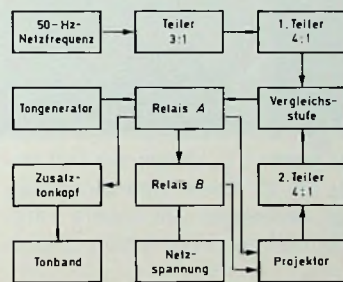 50-Hz-
Netzfrequenz
Teiler
3:1
1. Teiler
4:1
Tongenerator
Relais A
Vergleichs-
stufe
Zusatz-
tonkopf
Relais B
2. Teiler
4:1
Tonband
Netz-
spannung
Projektor